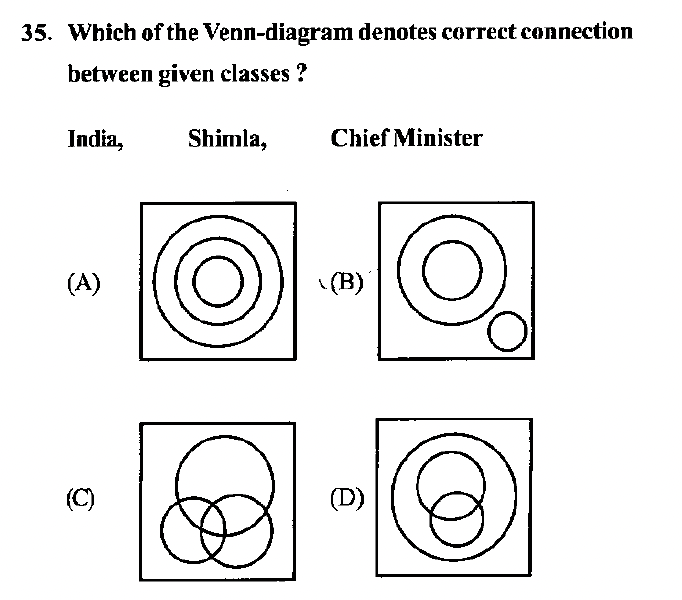 35. Which of the Venn-diagram denotes correct connection
between given classes ?
India, Shimla, Chief Minister
(A) (B)
(C) (D)